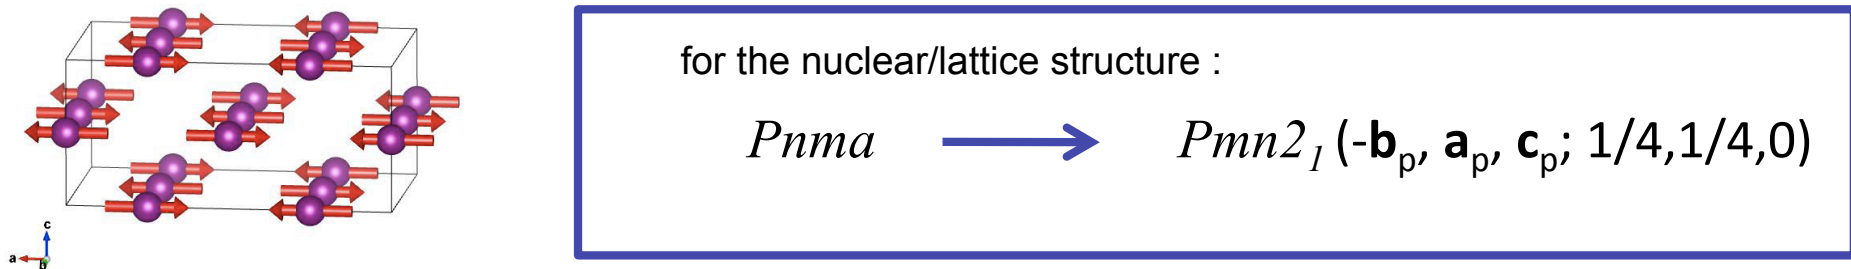 for the nuclear/lattice structure :
Pnma Pmn2₁ (-bₚ, aₚ, cₚ; 1/4,1/4,0)
c
a
b